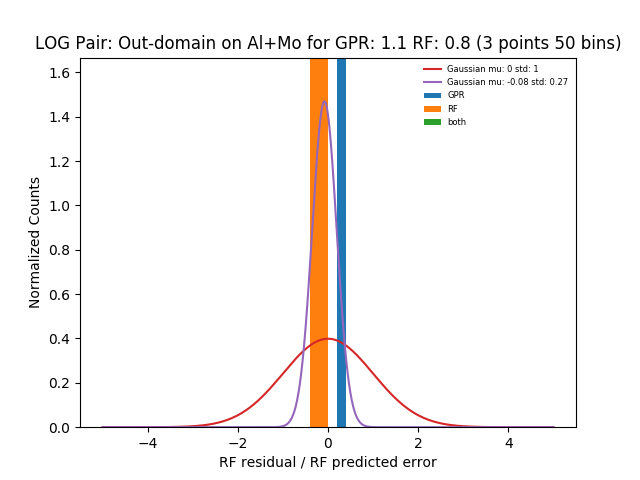 LOG Pair: Out-domain on Al+Mo for GPR: 1.1 RF: 0.8 (3 points 50 bins)
Gaussian mu: 0 std: 1
Gaussian mu: -0.08 std: 0.27
GPR
RF
both
Normalized Counts
1.6
1.4
1.2
1.0
0.8
0.6
0.4
0.2
0.0
−4 −2 0 2 4
RF residual / RF predicted error